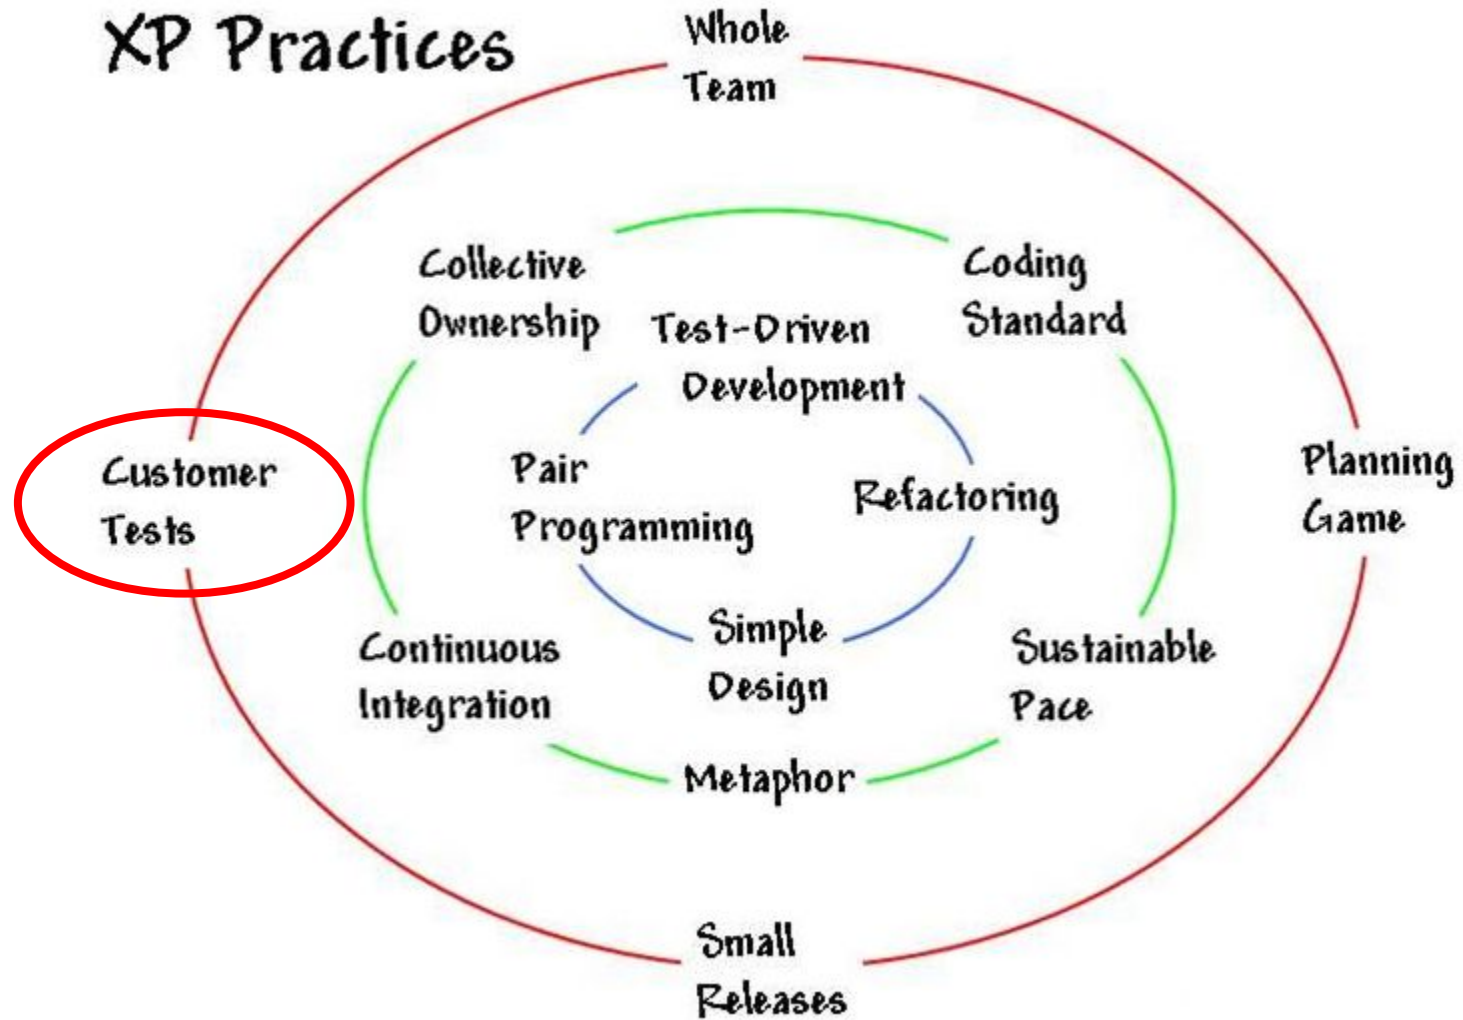 XP Practices
Whole
Team
Collective
Ownership
Coding
Standard
Test-Driven
Development
Customer
Tests
Pair
Programming
Refactoring
Planning
Game
Continuous
Integration
Simple
Design
Sustainable
Pace
Metaphor
Small
Releases